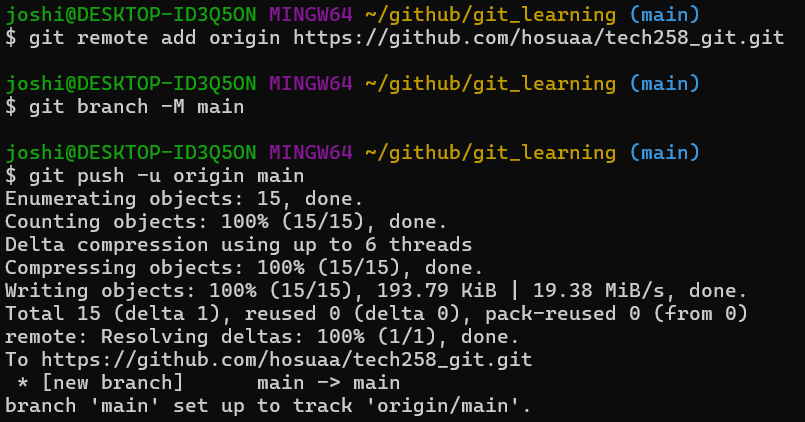 joshi@DESKTOP-ID3Q5ON MINGW64 ~/github/git_learning (main)
$ git remote add origin https://github.com/hosuaa/tech258_git.git
joshi@DESKTOP-ID3Q5ON MINGW64 ~/github/git_learning (main)
$ git branch -M main
joshi@DESKTOP-ID3Q5ON MINGW64 ~/github/git_learning (main)
$ git push -u origin main
Enumerating objects: 15, done.
Counting objects: 100% (15/15), done.
Delta compression using up to 6 threads
Compressing objects: 100% (15/15), done.
Writing objects: 100% (15/15), 193.79 KiB | 19.38 MiB/s, done.
Total 15 (delta 1), reused 0 (delta 0), pack-reused 0 (from 0)
remote: Resolving deltas: 100% (1/1), done.
To https://github.com/hosuaa/tech258_git.git
 * [new branch]      main -> main
branch 'main' set up to track 'origin/main'.